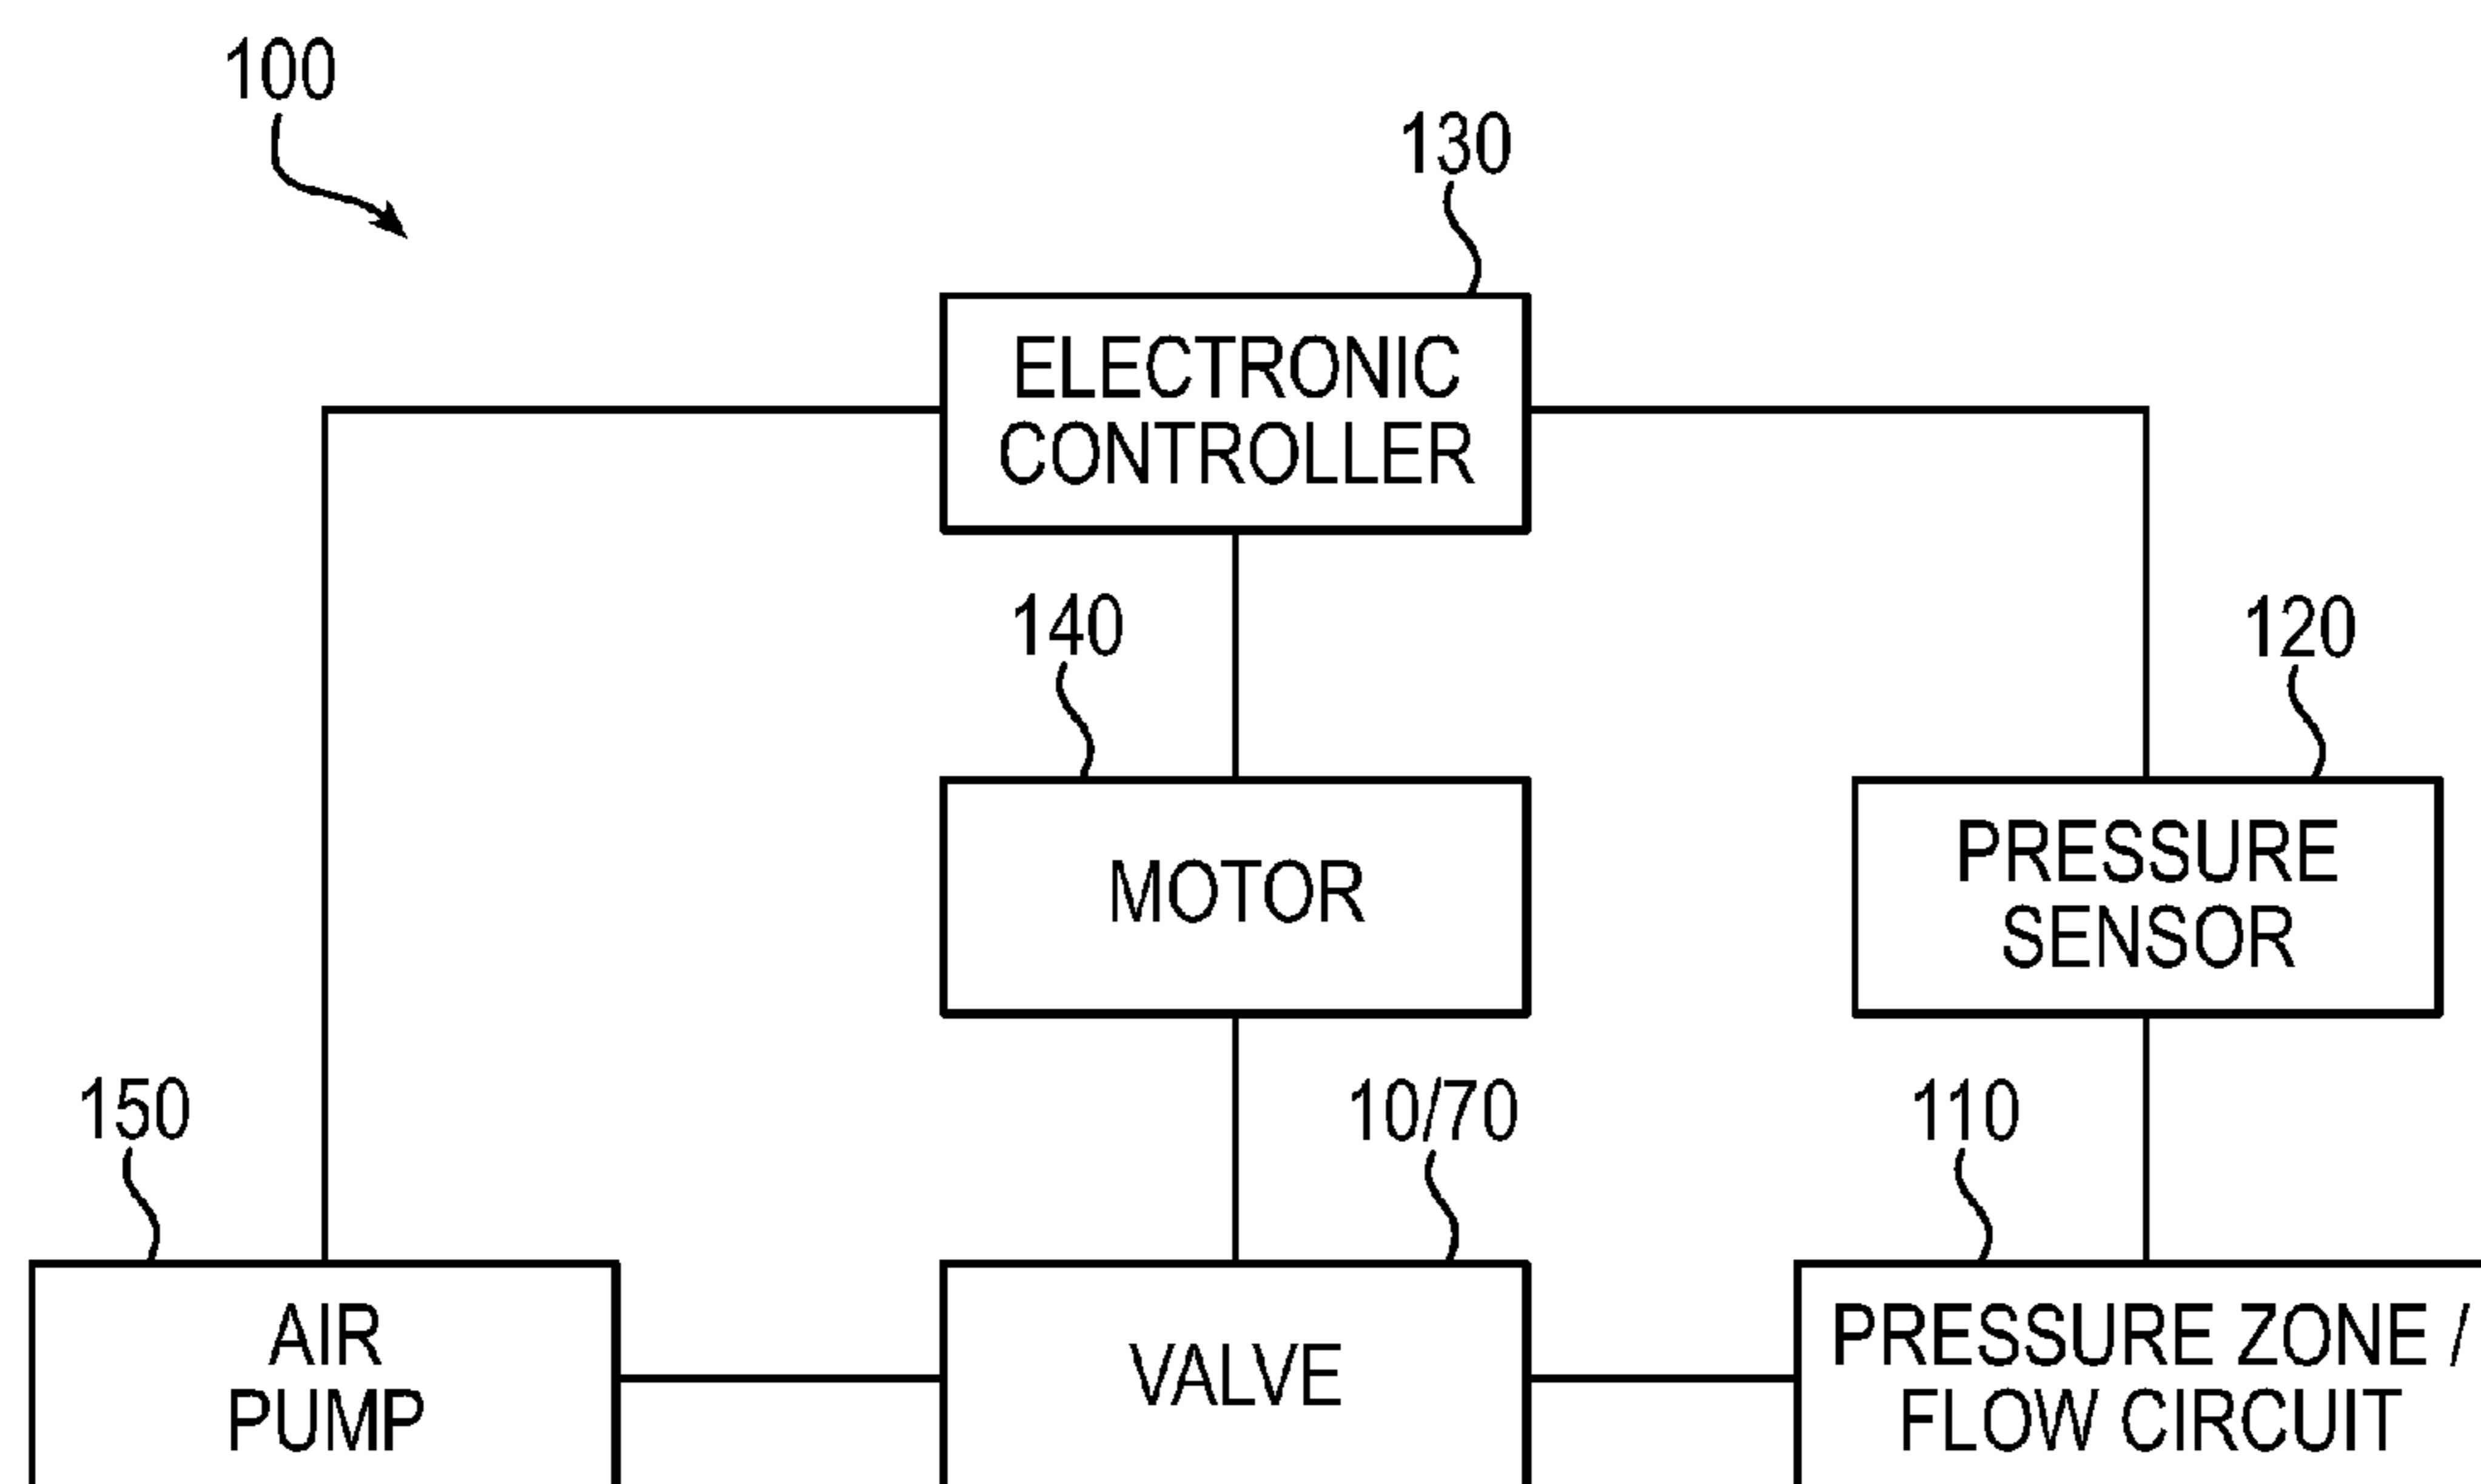 100
130
ELECTRONIC
CONTROLLER
140
120
MOTOR
PRESSURE
SENSOR
150
10/70
110
AIR
PUMP
VALVE
PRESSURE ZONE /
FLOW CIRCUIT